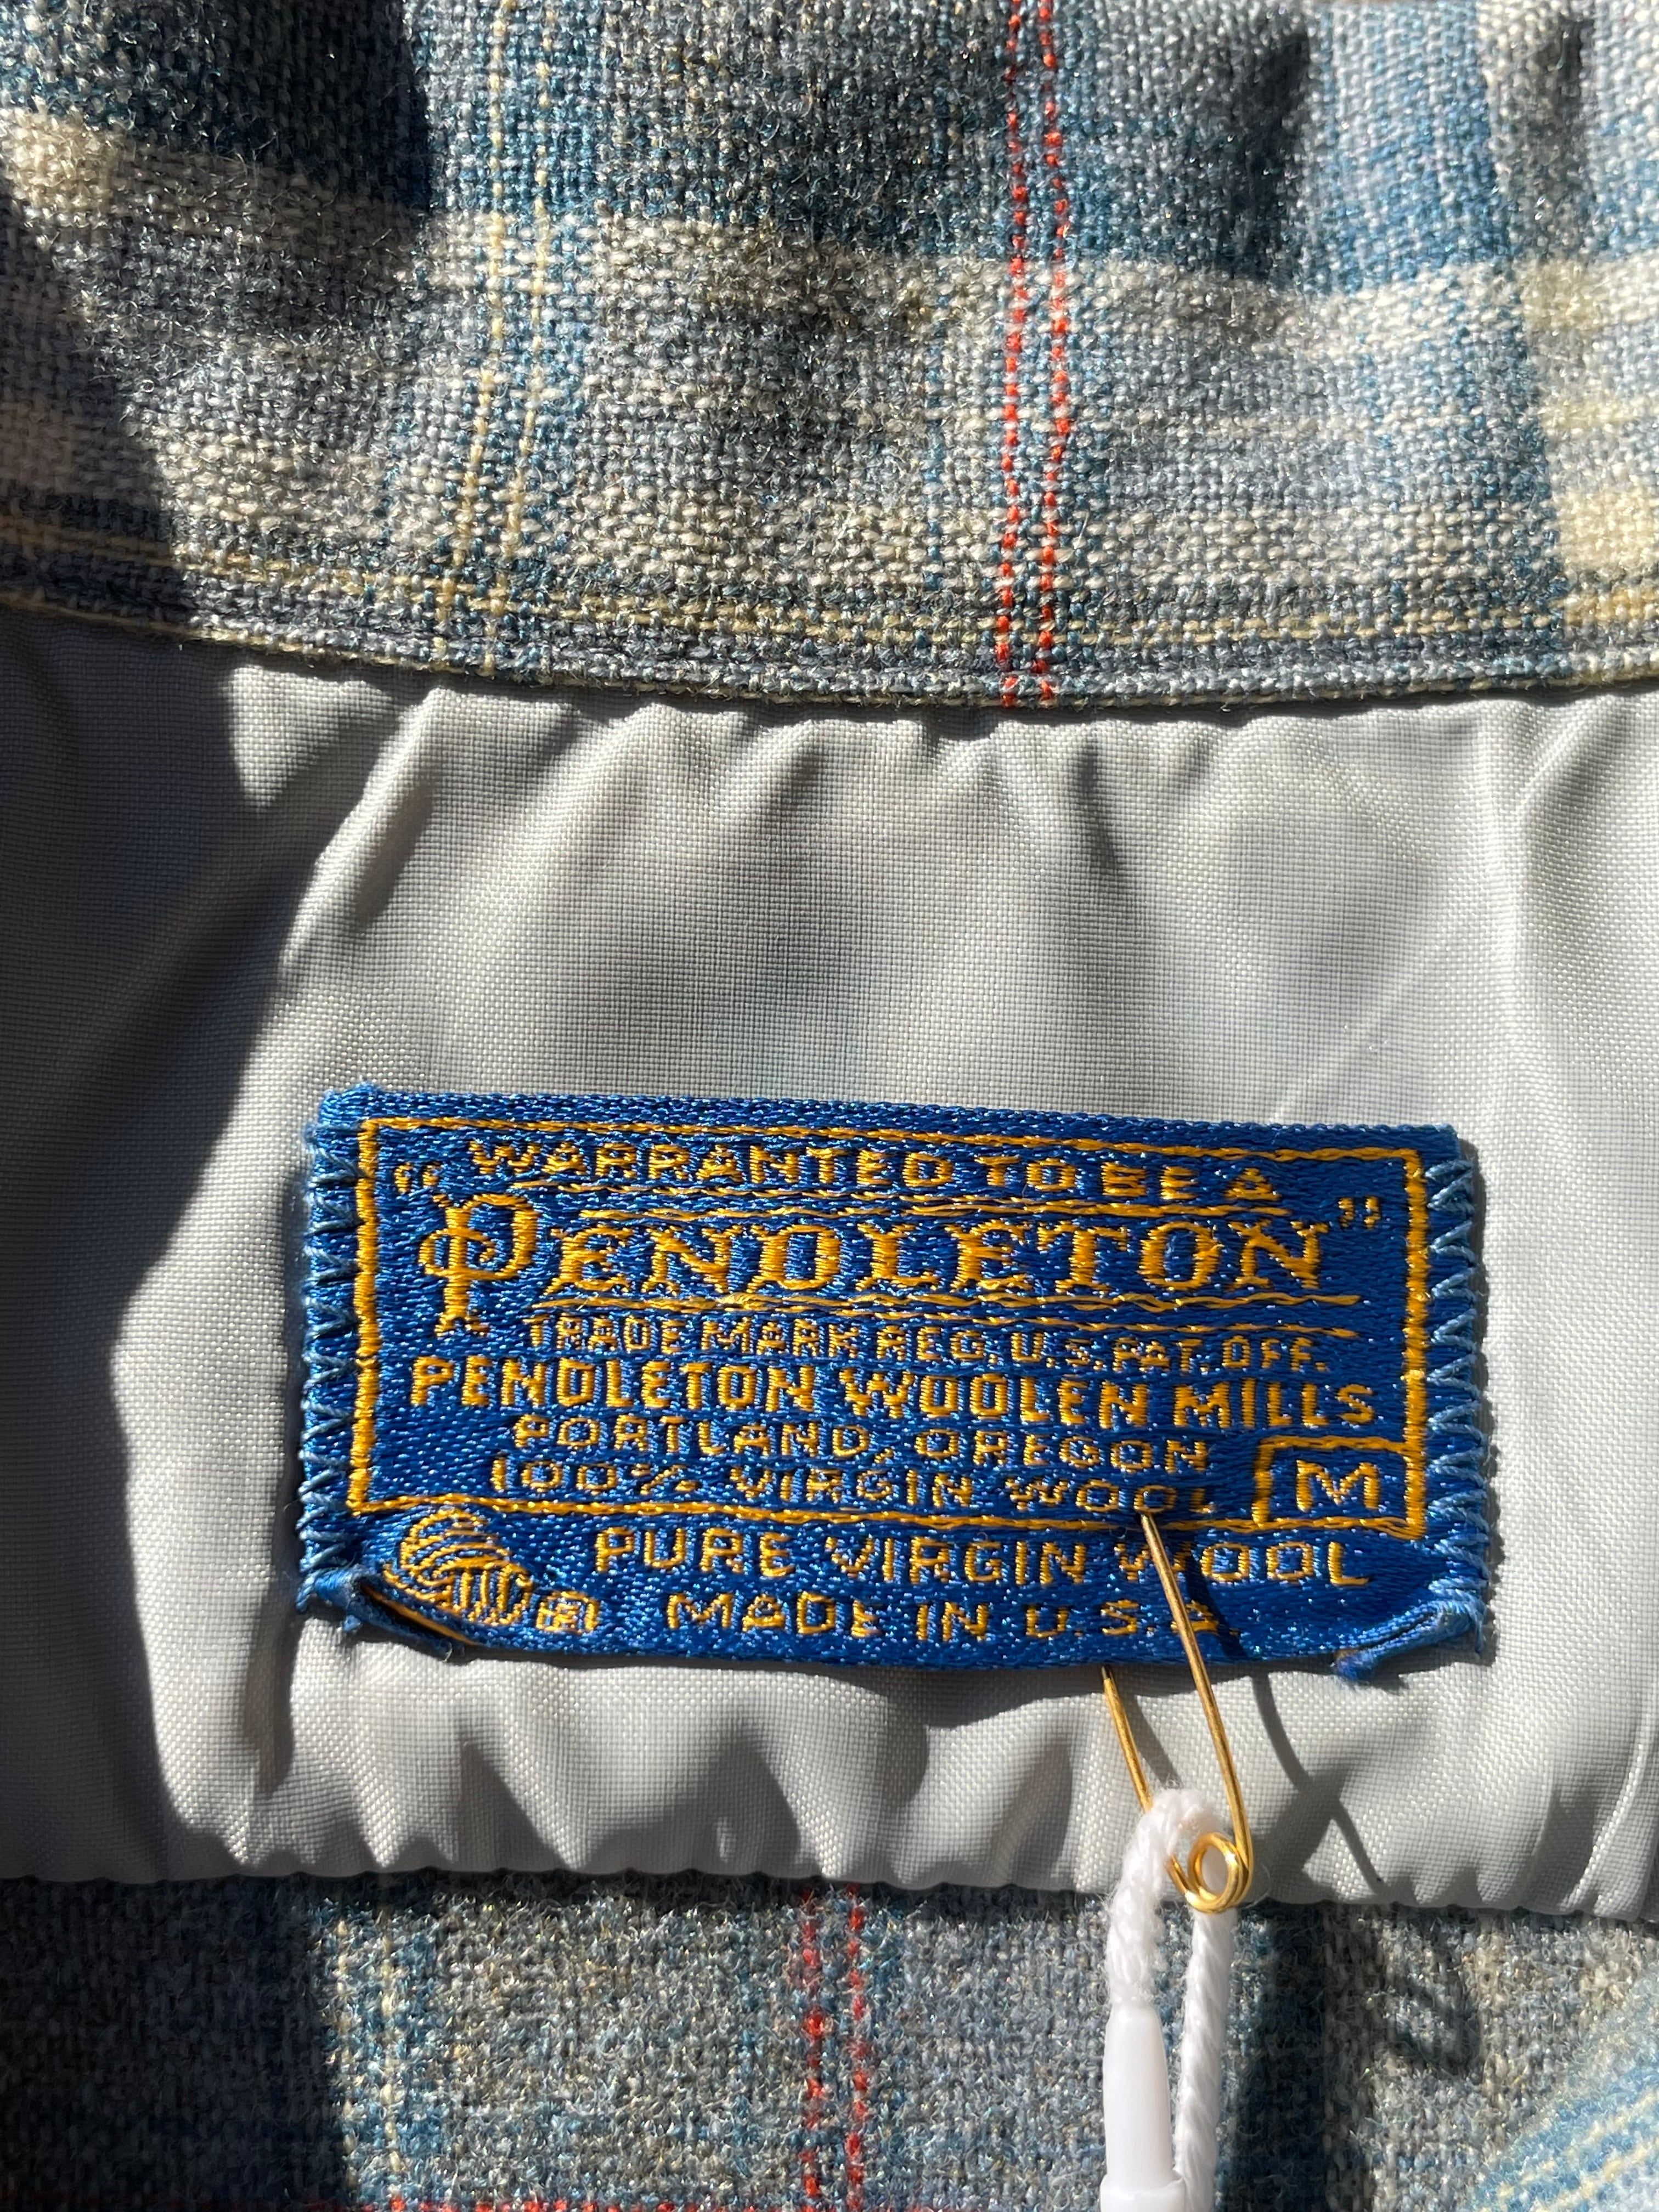 WARRANTED TO BE A
"PENDLETON"
TRADE MARK REG. U.S. PAT. OFF.
PENDLETON WOOLEN MILLS
PORTLAND, OREGON
100% VIRGIN WOOL
M
PURE VIRGIN WOOL
R MADE IN U.S.A.